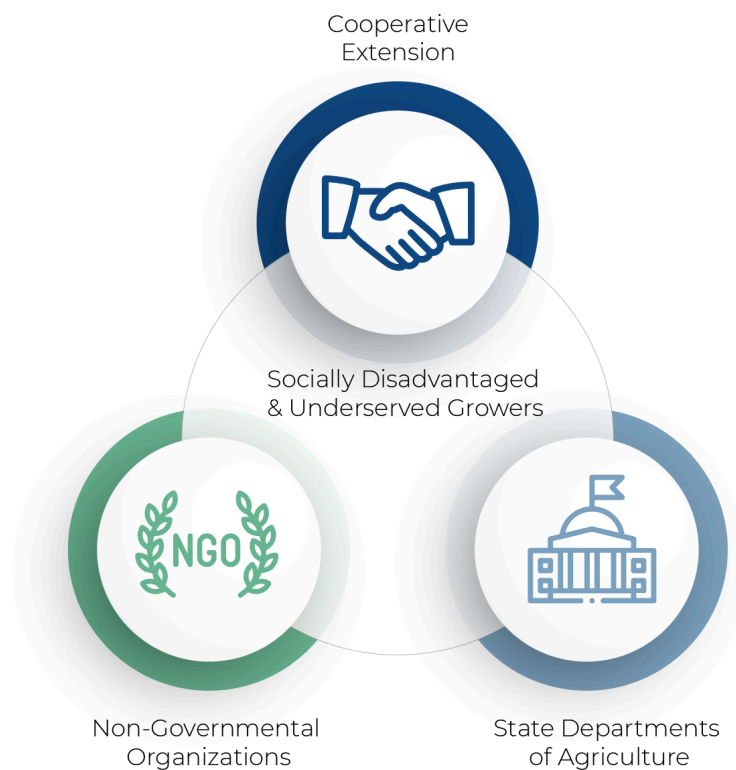 Cooperative
Extension
Socially Disadvantaged
& Underserved Growers
NGO
Non-Governmental
Organizations
State Departments
of Agriculture